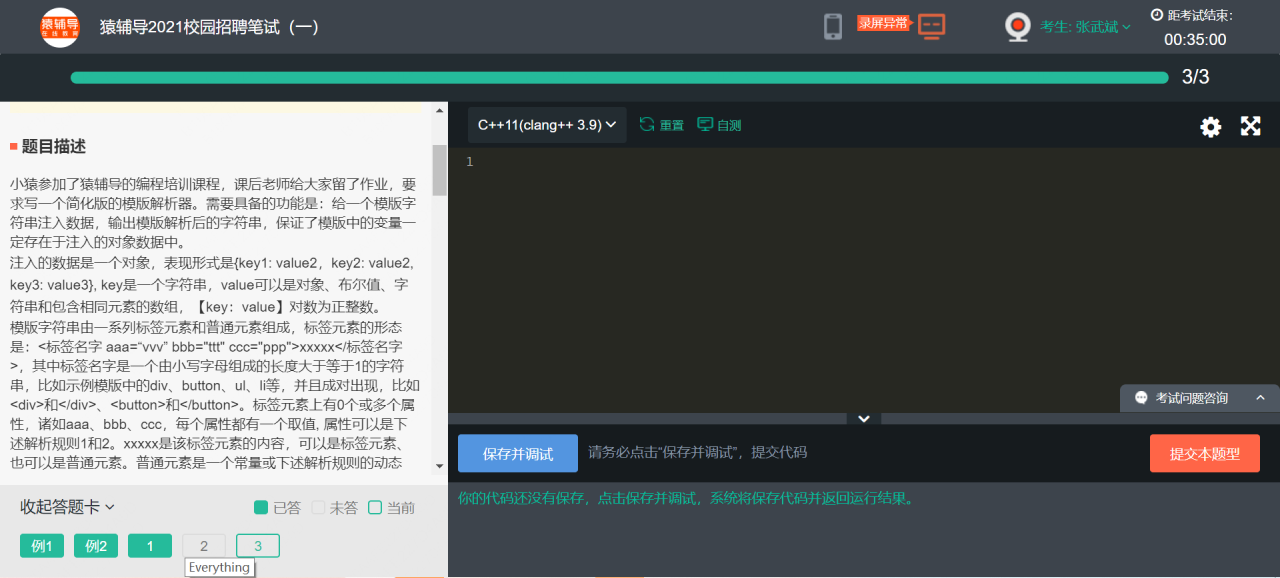 猿辅导
在线教育
猿辅导2021校园招聘笔试（一）
录屏异常
考生: 张武斌
距考试结束:
00:35:00
3/3
题目描述
小猿参加了猿辅导的编程培训课程，课后老师给大家留了作业，要
求写一个简化版的模版解析器。需要具备的功能是：给一个模版字
符串注入数据，输出模版解析后的字符串，保证了模版中的变量一
定存在于注入的对象数据中。
注入的数据是一个对象，表现形式是{key1: value2，key2: value2,
key3: value3}, key是一个字符串，value可以是对象、布尔值、字
符串和包含相同元素的数组，【key：value】对数为正整数。
模版字符串由一系列标签元素和普通元素组成，标签元素的形态
是：<标签名字 aaa=“vvv” bbb="ttt" ccc="ppp">xxxxx</标签名字
>，其中标签名字是一个由小写字母组成的长度大于等于1的字符
串，比如示例模版中的div、button、ul、li等，并且成对出现，比如
<div>和</div>、<button>和</button>。标签元素上有0个或多个属
性，诸如aaa、bbb、ccc，每个属性都有一个取值, 属性可以是下
述解析规则1和2。xxxxx是该标签元素的内容，可以是标签元素、
也可以是普通元素。普通元素是一个常量或下述解析规则的动态
收起答题卡
已答
未答
当前
例1
例2
1
2
3
Everything
C++11(clang++ 3.9)
重置
自测
1
考试问题咨询
保存并调试
请务必点击“保存并调试”，提交代码
提交本题型
你的代码还没有保存，点击保存并调试，系统将保存代码并返回运行结果。